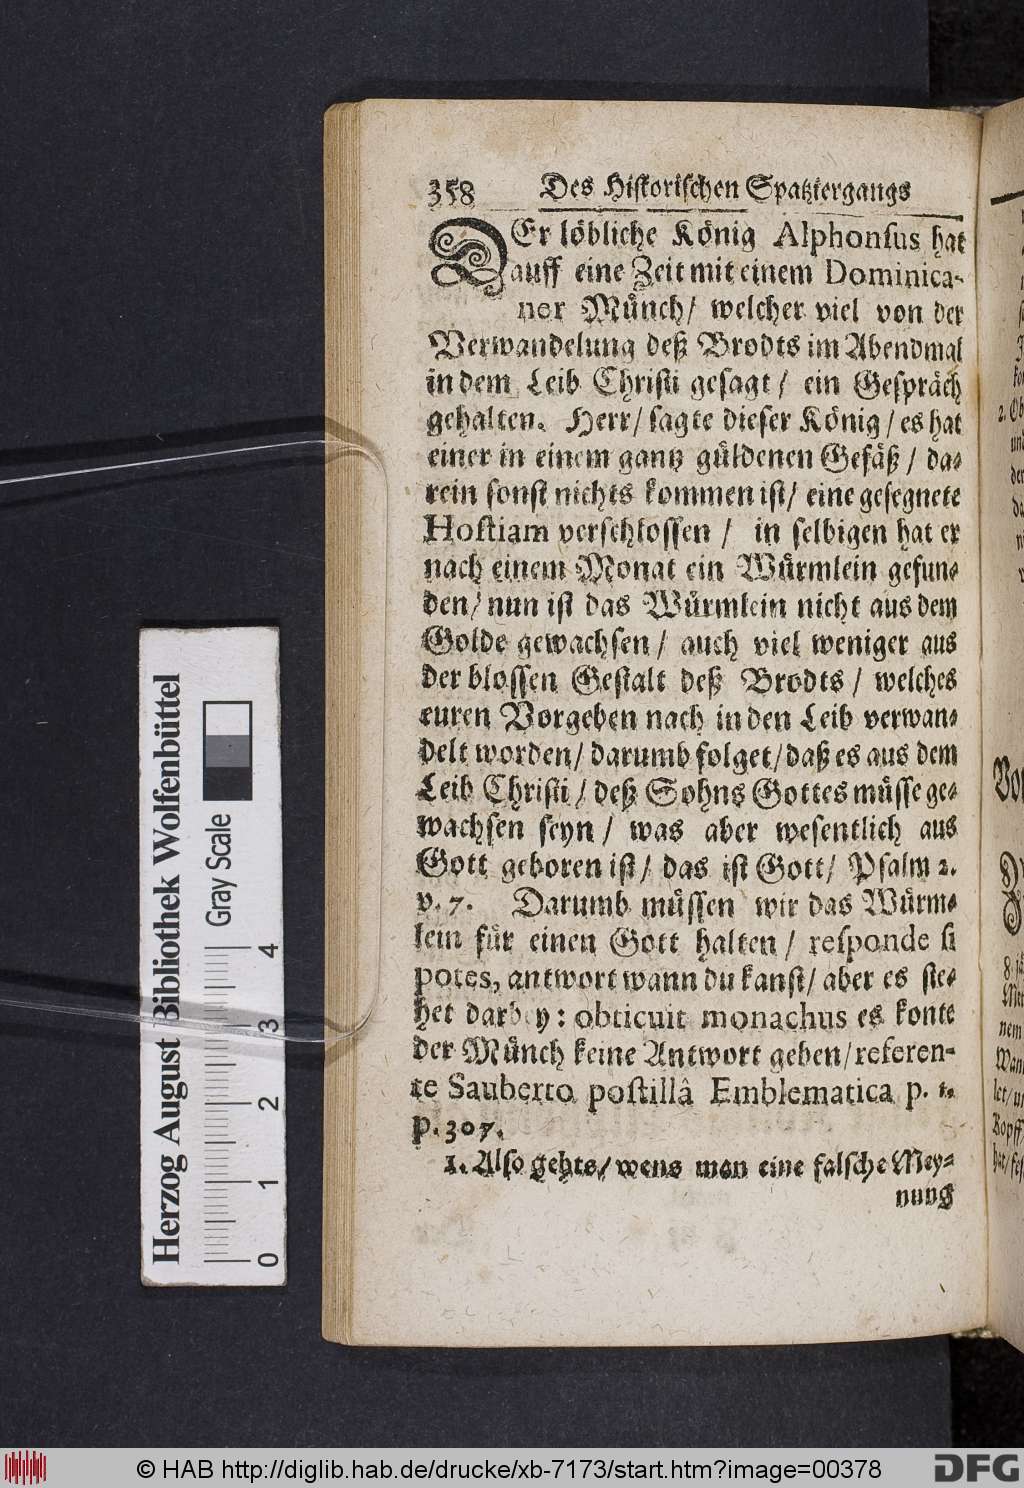 358 Des Historischen Spatziergangs
DEr löbliche König Alphonſus hat
auff eine Zeit mit einem Dominica-
ner Münch/ welcher viel von der
Verwandelung deß Brodts im Abendmal
in dem Leib Christi gesagt/ ein Gespräch
gehalten. Herr/ sagte dieser König/ es hat
einer in einem gantz güldenen Gefäß/ da-
rein sonst nichts kommen ist/ eine gesegnete
Hoſtiam verschlossen/ in selbigen hat er
nach einem Monat ein Würmlein gefun-
den/ nun ist das Würmlein nicht aus dem
Golde gewachsen/ auch viel weniger aus
der blossen Gestalt deß Brodts/ welches
euren Vorgeben nach in den Leib verwan-
delt worden/ darumb folget/ daß es aus dem
Leib Christi/ deß Sohns Gottes müsse ge-
wachsen seyn/ was aber wesentlich aus
Gott geboren ist/ das ist Gott/ Psalm 2.
v. 7. Darumb müssen wir das Würm-
lein für einen Gott halten/ reſponde ſi
potes, antwort wann du kanst/ aber es ste-
het darbey: obticuit monachus es konte
der Münch keine Antwort geben/ referen-
te Sauberto poſtillâ Emblematica p. 1.
p. 307.
1. Also gehts/ wens man eine falsche Mey-
nung
Herzog August Bibliothek Wolfenbüttel
Gray Scale
0 1 2 3 4
© HAB http://diglib.hab.de/drucke/xb-7173/start.htm?image=00378
DFG